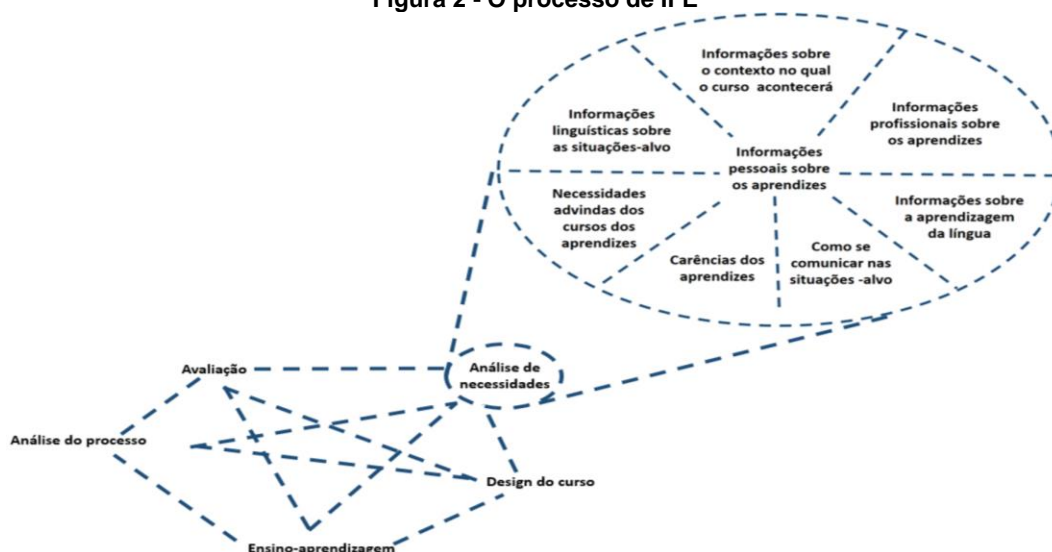 Figura 2 - O processo de IFE
Informações sobre
o contexto no qual
o curso acontecerá
Informações
linguísticas sobre
as situações-alvo
Informações
profissionais sobre
os aprendizes
Informações
pessoais sobre
os aprendizes
Necessidades
advindas dos
cursos dos
aprendizes
Informações sobre
a aprendizagem
da língua
Carências dos
aprendizes
Como se
comunicar nas
situações -alvo
Avaliação
Análise de
necessidades
Análise do processo
Design do curso
Ensino-aprendizagem